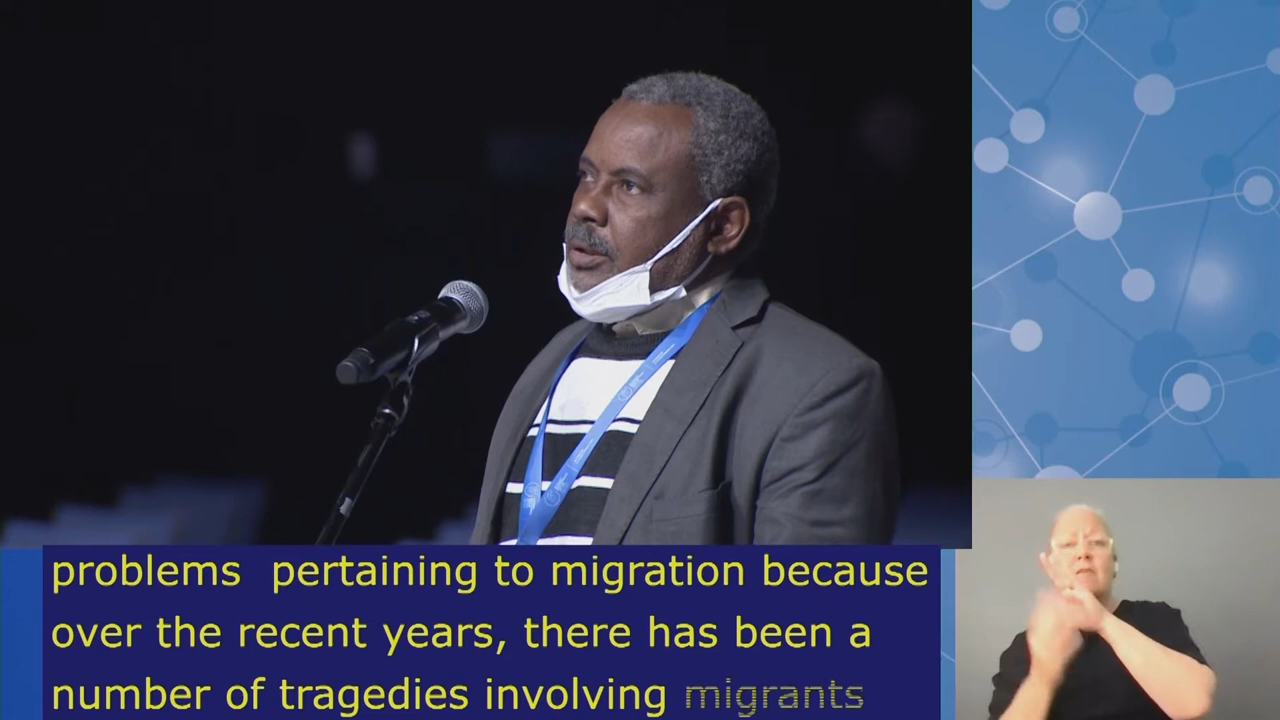 problems  pertaining to migration because
over the recent years, there has been a
number of tragedies involving migrants